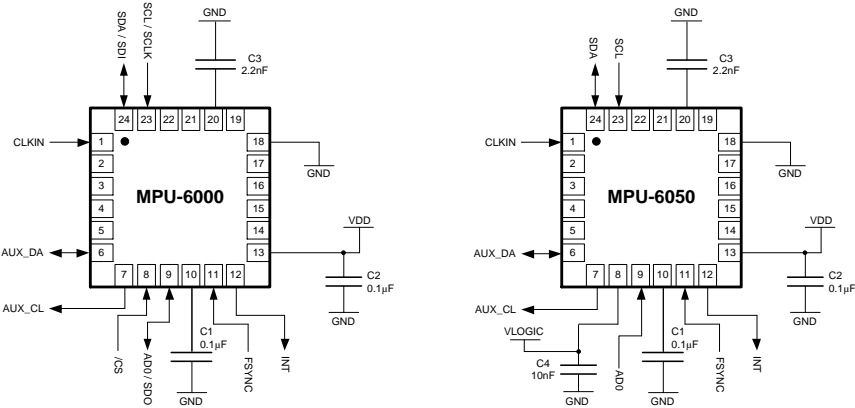 GND
SDA / SDI
SCL / SCLK
C3
2.2nF
24 23 22 21 20 19
CLKIN
1
2
3
4
5
6
18
17
16
15
14
13
MPU-6000
GND
VDD
AUX_DA
7 8 9 10 11 12
C2
0.1µF
GND
AUX_CL
C1
0.1µF
/CS
AD0 / SDO
GND
FSYNC
INT
GND
SDA
SCL
C3
2.2nF
24 23 22 21 20 19
CLKIN
1
2
3
4
5
6
18
17
16
15
14
13
MPU-6050
GND
VDD
AUX_DA
7 8 9 10 11 12
C2
0.1µF
GND
AUX_CL
VLOGIC
C4
10nF
GND
AD0
C1
0.1µF
GND
FSYNC
INT